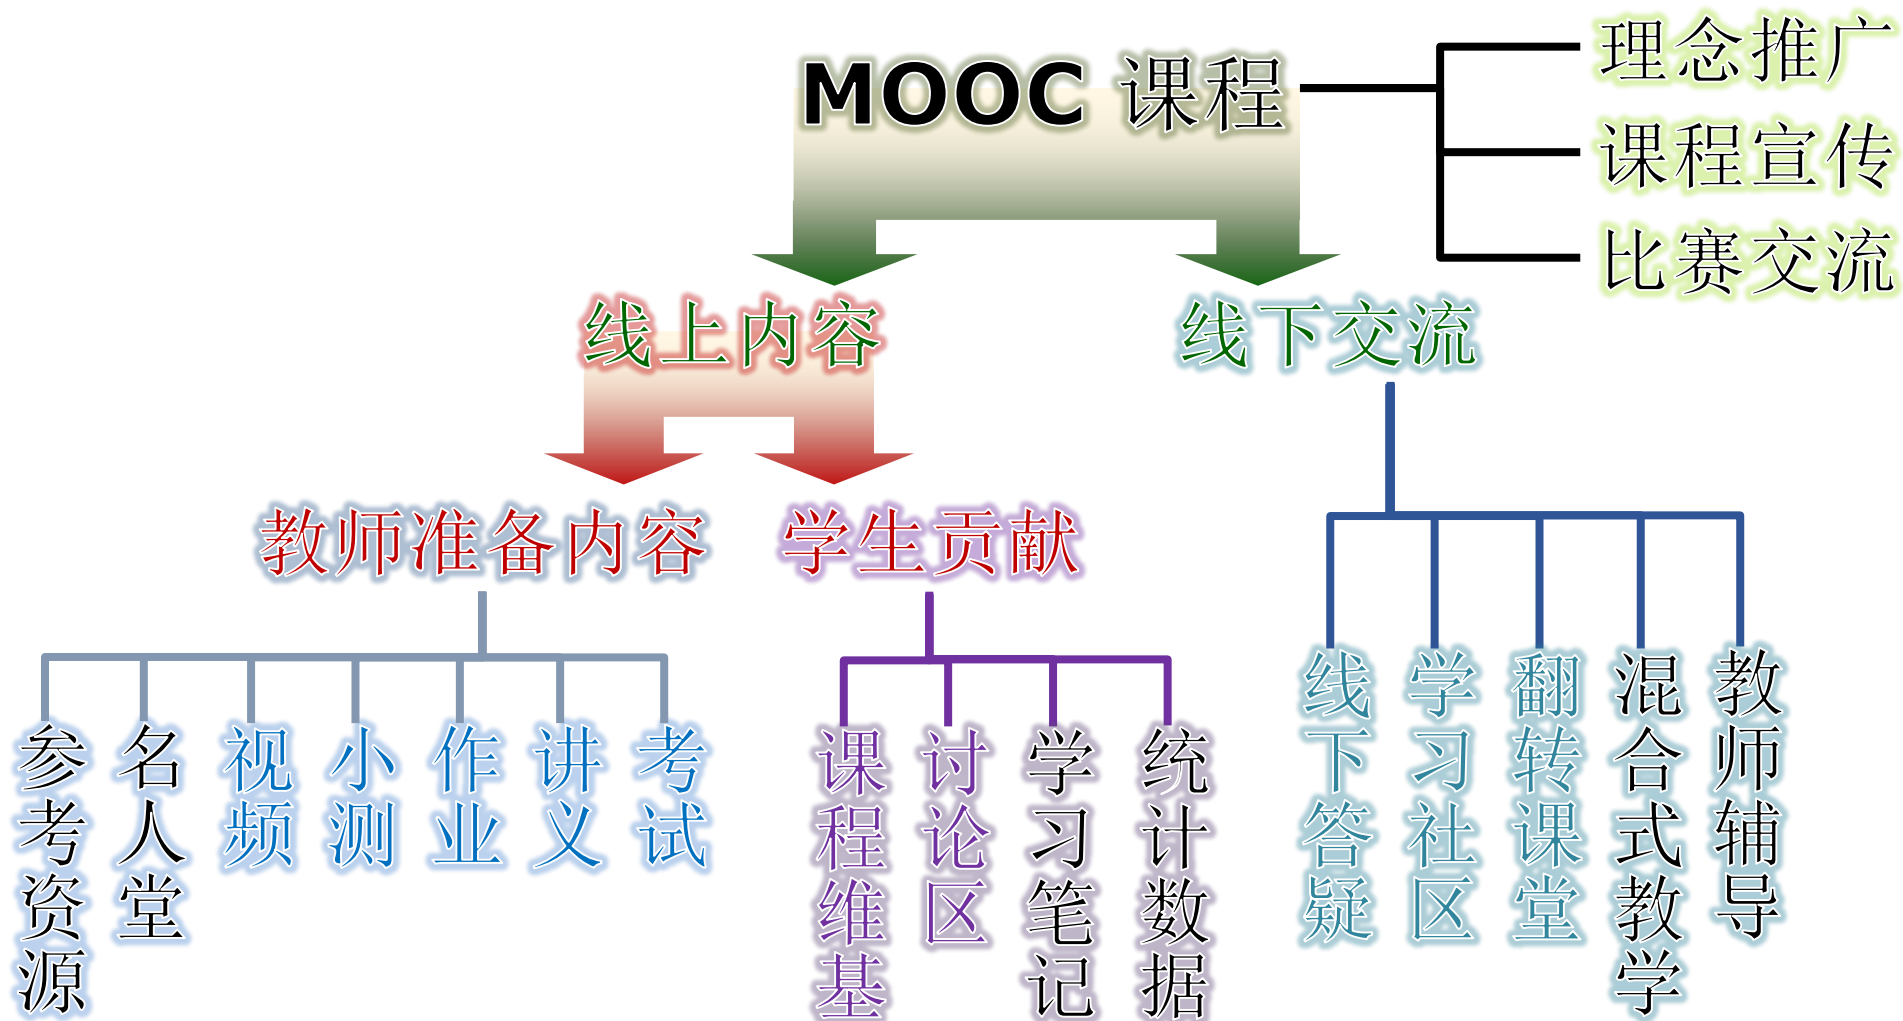 MOOC 课程
理念推广
课程宣传
比赛交流
线上内容
线下交流
教师准备内容
学生贡献
参考资源
名人堂
视频
小测
作业
讲义
考试
课程维基
讨论区
学习笔记
统计数据
线下答疑
学习社区
翻转课堂
混合式教学
教师辅导